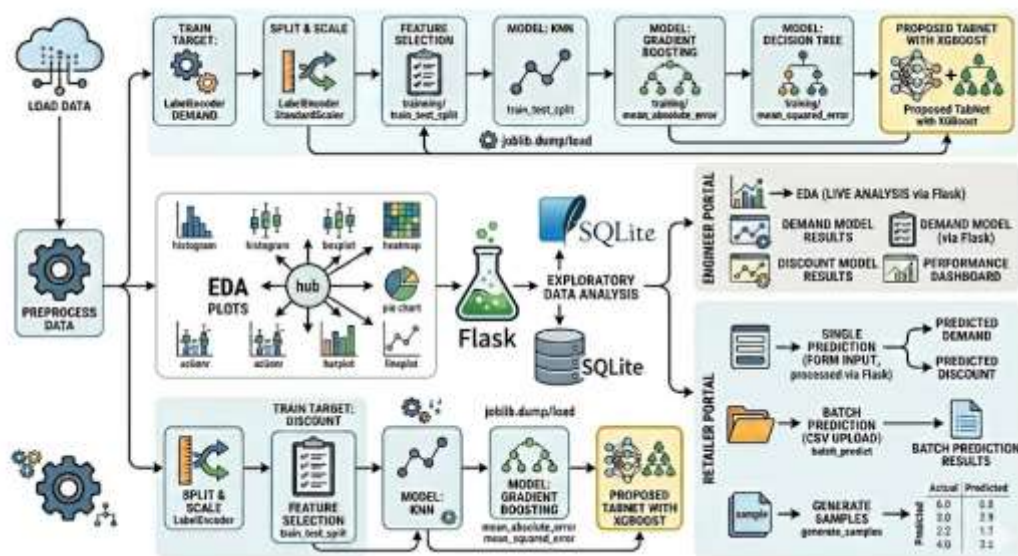 LOAD DATA
PREPROCESS
DATA
TRAIN
TARGET:
LabelEncoder
DEMAND
SPLIT & SCALE
LabelEncoder/
StandardScaler
FEATURE
SELECTION
trainning/
train_test_split
MODEL: KNN
train_test_split
MODEL:
GRADIENT
BOOSTING
training/
mean_absolute_error
MODEL:
DECISION TREE
training/
mean_squared_error
PROPOSED TABNET
WITH XGBOOST
Proposed TabNet
with XGBoost
joblib.dump/load
histogram
histogram
boxplot
heatmap
EDA
PLOTS
hub
pie chart
lineplot
Flask
SQLite
EXPLORATORY
DATA ANALYSIS
SQLite
ENGINEER PORTAL
EDA (LIVE ANALYSIS via Flask)
DEMAND MODEL
RESULTS
DEMAND MODEL
(via Flask)
DISCOUNT MODEL
RESULTS
PERFORMANCE
DASHBOARD
RETAILER PORTAL
SINGLE
PREDICTION
(FORM INPUT,
processed via Flask)
PREDICTED
DEMAND
PREDICTED
DISCOUNT
BATCH
PREDICTION
(CSV UPLOAD)
batch_predict
BATCH PREDICTION
RESULTS
sample
GENERATE
SAMPLES
generate_samples
Actual Predicted
Predicted
TRAIN TARGET:
DISCOUNT
SPLIT &
SCALE
LabelEncoder
FEATURE
SELECTION
train_test_split
MODEL:
KNN
joblib.dump/load
MODEL:
GRADIENT
BOOSTING
mean_absolute_error
mean_squared_error
PROPOSED
TABNET WITH
XGBOOST